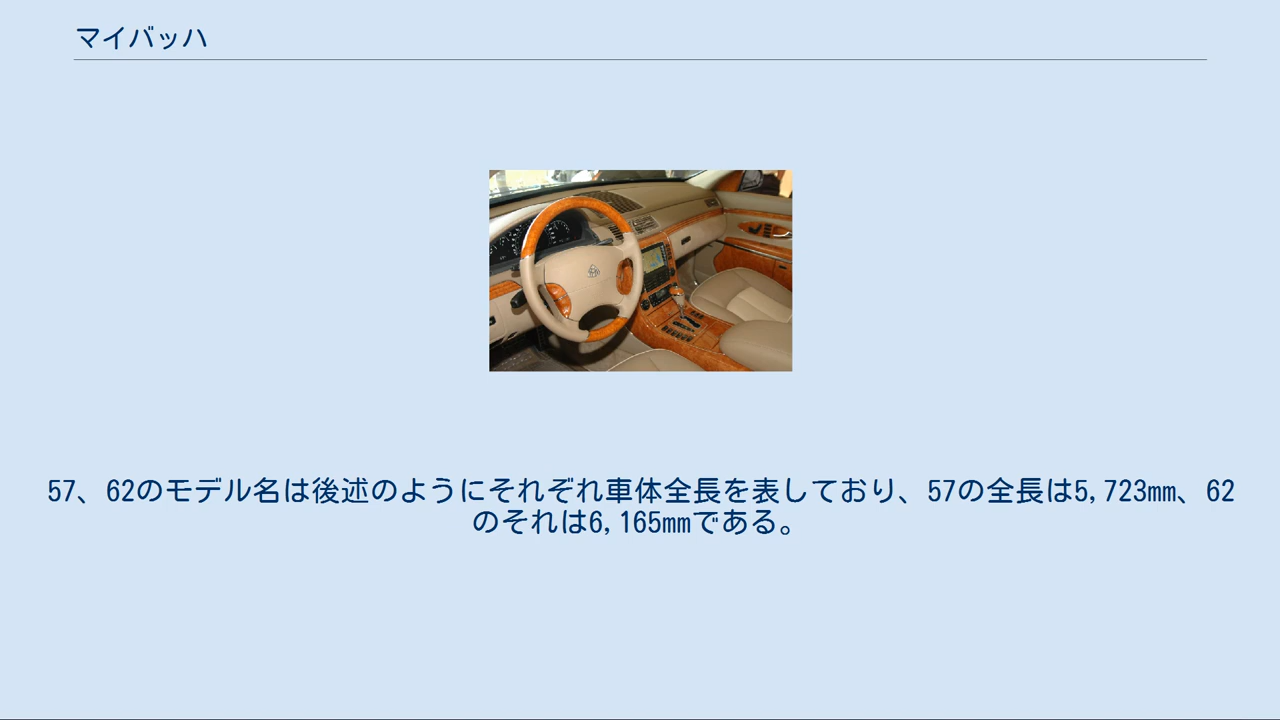 マイバッハ
57、62のモデル名は後述のようにそれぞれ車体全長を表しており、57の全長は5,723mm、62
のそれは6,165mmである。